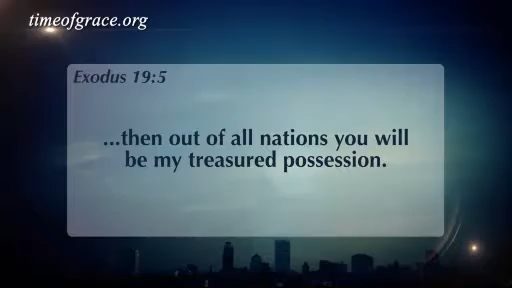 timeofgrace.org
Exodus 19:5
...then out of all nations you will
be my treasured possession.